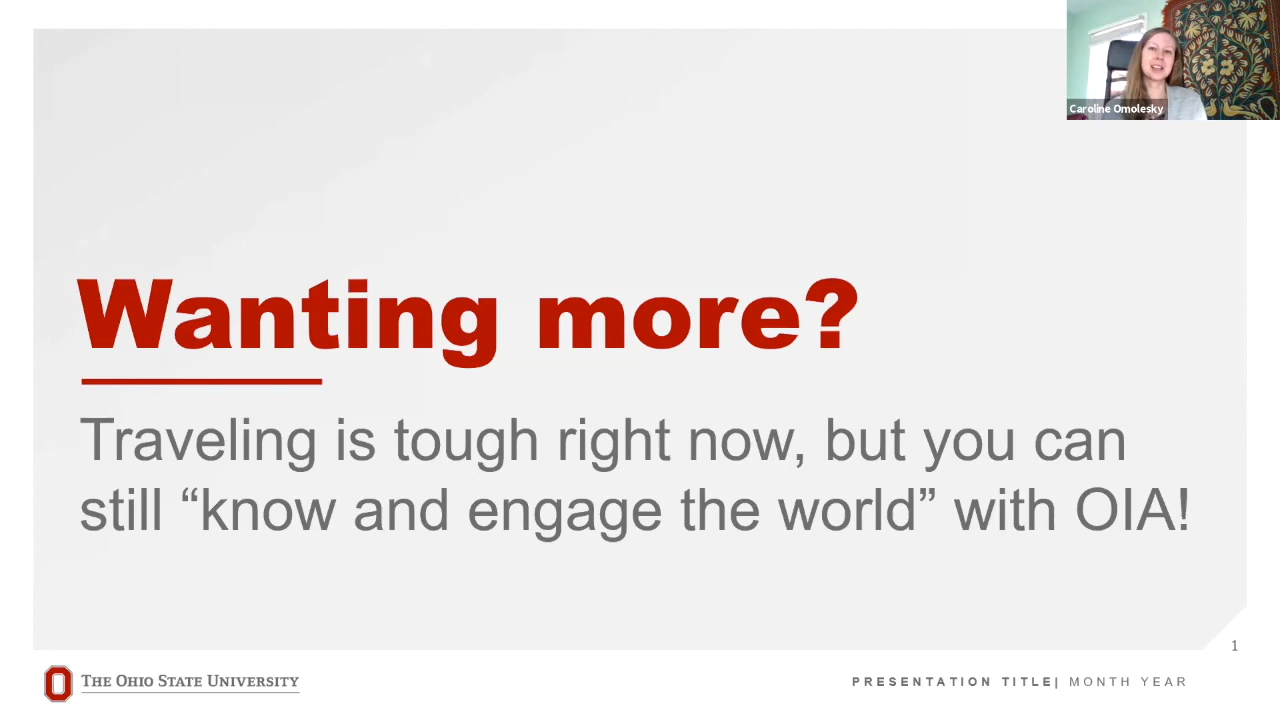 Caroline Omolesky
Wanting more?
Traveling is tough right now, but you can
still “know and engage the world” with OIA!
1
THE OHIO STATE UNIVERSITY
PRESENTATION TITLE| MONTH YEAR